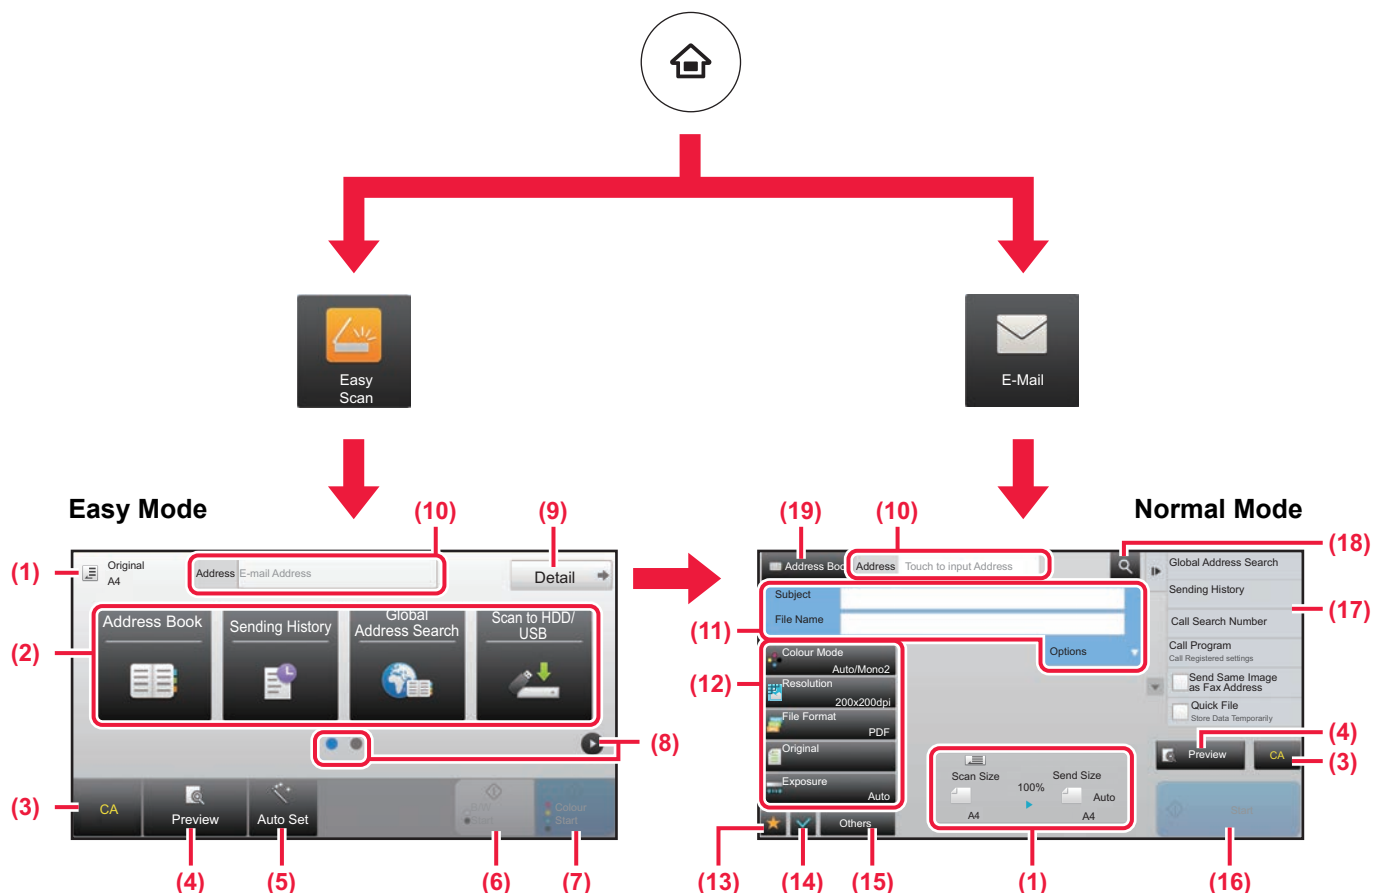 Easy
Scan
E-Mail
Easy Mode
Normal Mode
(10)
(9)
(19)
(10)
(18)
(1)
Original
A4
Address
E-mail Address
Detail
Address Book
Sending History
Global
Address Search
Scan to HDD/
USB
(2)
(8)
(3)
CA
Preview
Auto Set
B/W
Start
Colour
Start
(4)
(5)
(6)
(7)
Address Boo
Address
Touch to input Address
Subject
File Name
Options
(11)
(12)
Colour Mode
Auto/Mono2
Resolution
200x200dpi
File Format
PDF
Original
Exposure
Auto
Others
Scan Size
A4
100%
Send Size
Auto
A4
Global Address Search
Sending History
(17)
Call Search Number
Call Program
Call Registered settings
Send Same Image
as Fax Address
Quick File
Store Data Temporarily
(4)
Preview
CA
(3)
Start
(13)
(14)
(15)
(1)
(16)